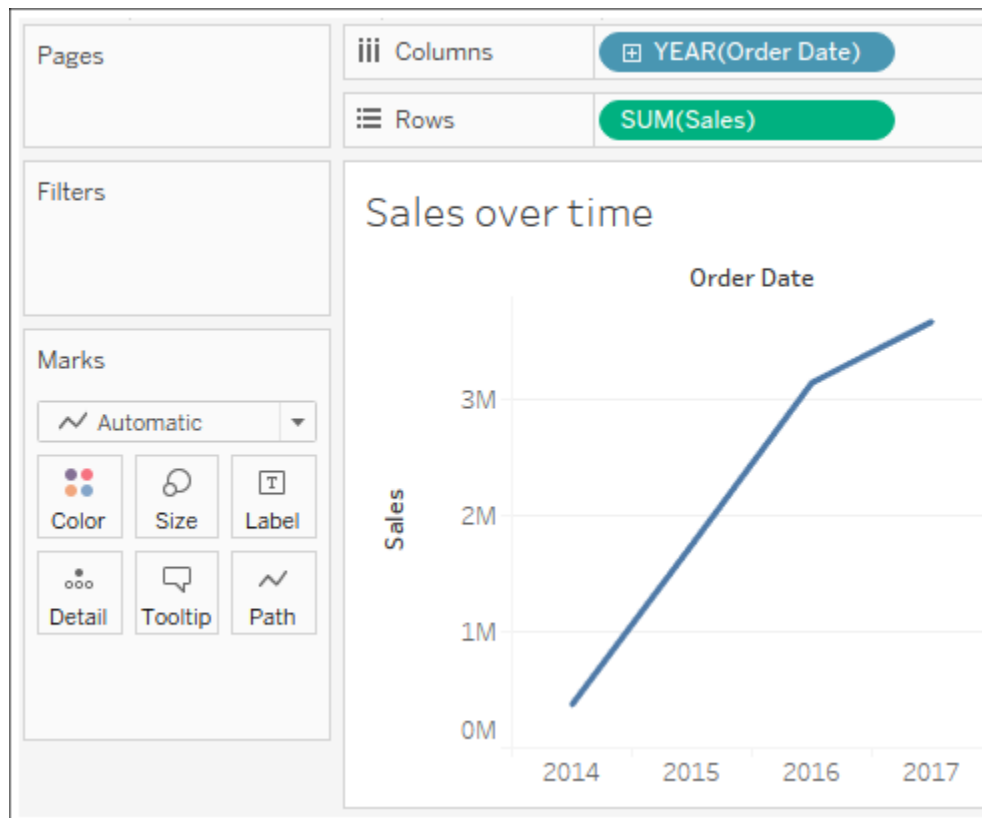 Pages
Columns
YEAR(Order Date)
Rows
SUM(Sales)
Filters
Marks
Automatic
Color
Size
T
Label
Detail
Tooltip
Path
Sales over time
Order Date
Sales
3M
2M
1M
0M
2014
2015
2016
2017